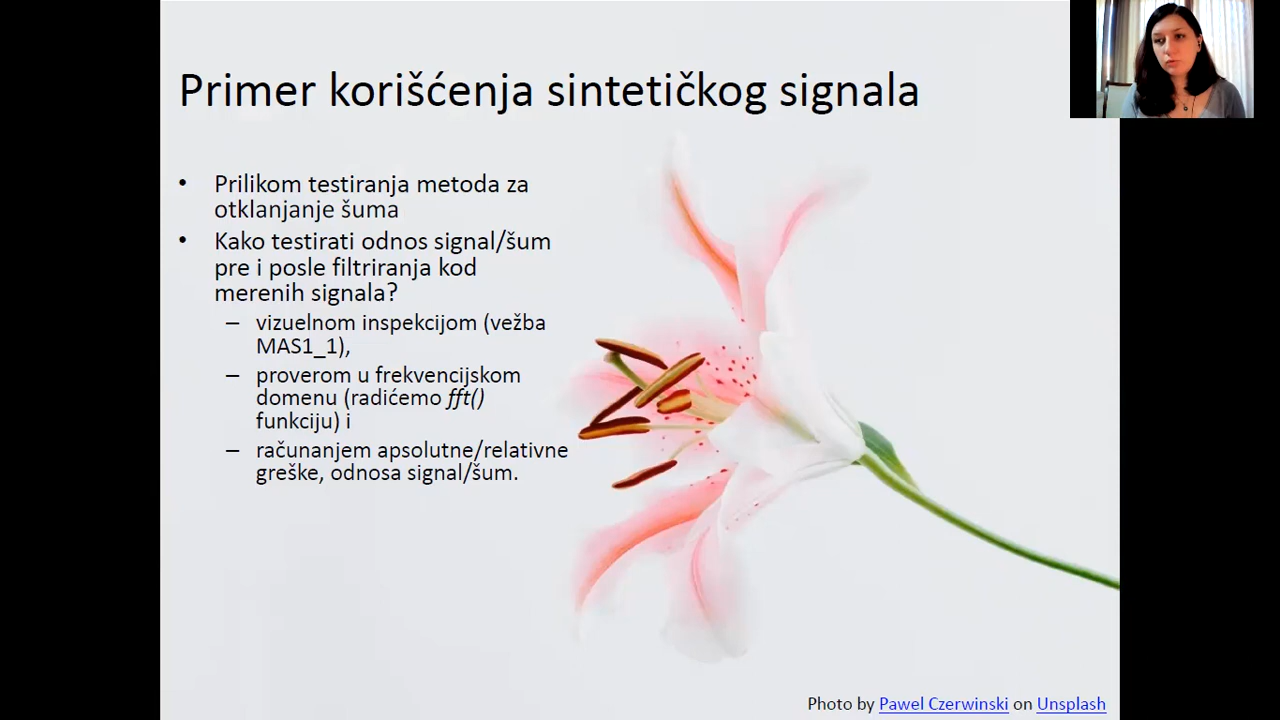 Primer korišćenja sintetičkog signala
• Prilikom testiranja metoda za
otklanjanje šuma
• Kako testirati odnos signal/šum
pre i posle filtriranja kod
merenih signala?
– vizuelnom inspekcijom (vežba
MAS1_1),
– proverom u frekvencijskom
domenu (radićemo fft()
funkciju) i
– računanjem apsolutne/relativne
greške, odnosa signal/šum.
Photo by Pawel Czerwinski on Unsplash